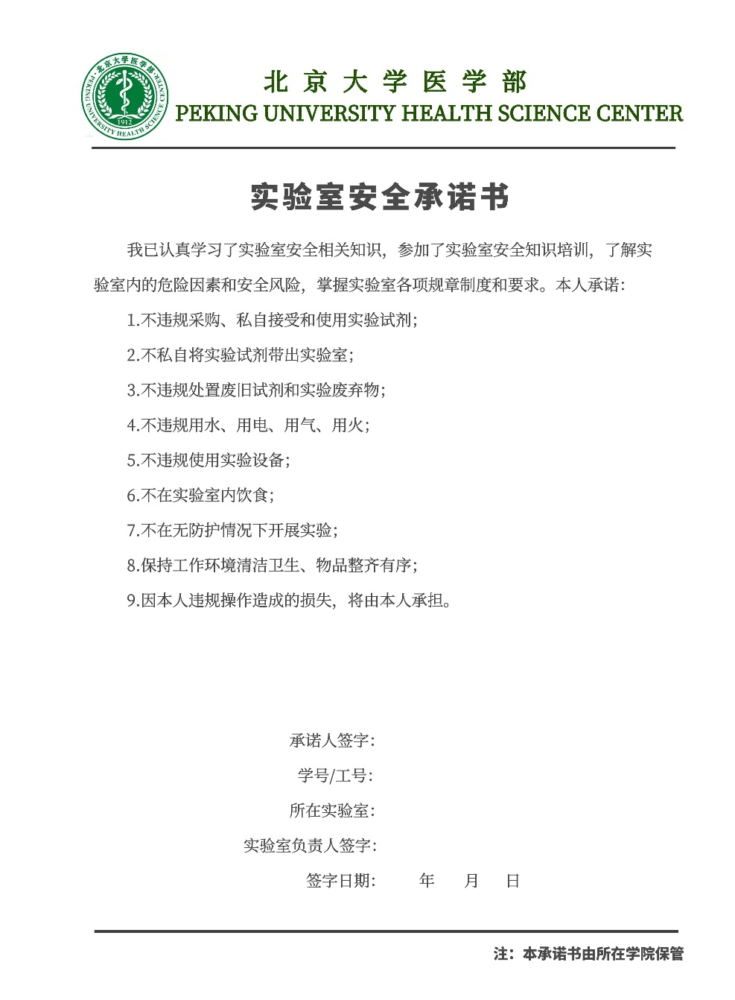 北京大学医学部
PEKING UNIVERSITY HEALTH SCIENCE CENTER
1912
北京大学医学部
PEKING UNIVERSITY HEALTH SCIENCE CENTER
实验室安全承诺书
我已认真学习了实验室安全相关知识，参加了实验室安全知识培训，了解实
验室内的危险因素和安全风险，掌握实验室各项规章制度和要求。本人承诺：
1.不违规采购、私自接受和使用实验试剂；
2.不私自将实验试剂带出实验室；
3.不违规处置废旧试剂和实验废弃物；
4.不违规用水、用电、用气、用火；
5.不违规使用实验设备；
6.不在实验室内饮食；
7.不在无防护情况下开展实验；
8.保持工作环境清洁卫生、物品整齐有序；
9.因本人违规操作造成的损失，将由本人承担。
承诺人签字：
学号/工号：
所在实验室：
实验室负责人签字：
签字日期： 年 月 日
注：本承诺书由所在学院保管